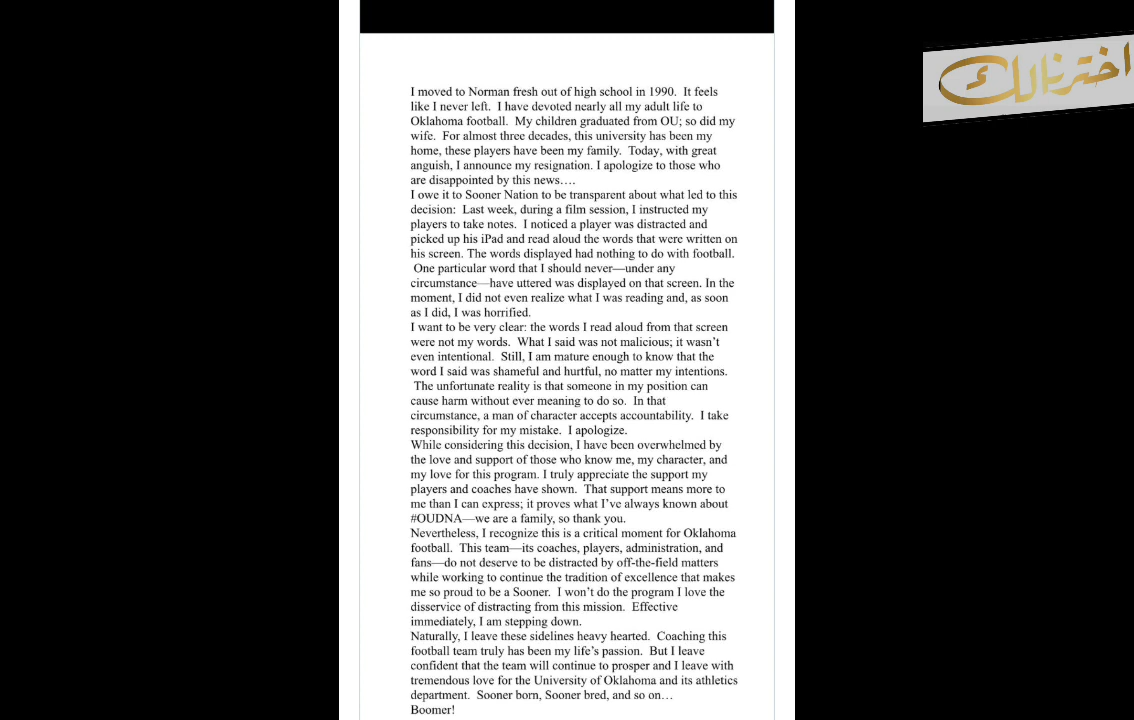 اخترنالك
I moved to Norman fresh out of high school in 1990.  It feels
like I never left.  I have devoted nearly all my adult life to
Oklahoma football.  My children graduated from OU; so did my
wife.  For almost three decades, this university has been my
home, these players have been my family.  Today, with great
anguish, I announce my resignation. I apologize to those who
are disappointed by this news….
I owe it to Sooner Nation to be transparent about what led to this
decision:  Last week, during a film session, I instructed my
players to take notes.  I noticed a player was distracted and
picked up his iPad and read aloud the words that were written on
his screen. The words displayed had nothing to do with football.
One particular word that I should never—under any
circumstance—have uttered was displayed on that screen. In the
moment, I did not even realize what I was reading and, as soon
as I did, I was horrified.
I want to be very clear: the words I read aloud from that screen
were not my words.  What I said was not malicious; it wasn’t
even intentional.  Still, I am mature enough to know that the
word I said was shameful and hurtful, no matter my intentions.
The unfortunate reality is that someone in my position can
cause harm without ever meaning to do so.  In that
circumstance, a man of character accepts accountability.  I take
responsibility for my mistake.  I apologize.
While considering this decision, I have been overwhelmed by
the love and support of those who know me, my character, and
my love for this program. I truly appreciate the support my
players and coaches have shown.  That support means more to
me than I can express; it proves what I’ve always known about
#OUDNA—we are a family, so thank you.
Nevertheless, I recognize this is a critical moment for Oklahoma
football.  This team—its coaches, players, administration, and
fans—do not deserve to be distracted by off-the-field matters
while working to continue the tradition of excellence that makes
me so proud to be a Sooner.  I won’t do the program I love the
disservice of distracting from this mission.  Effective
immediately, I am stepping down.
Naturally, I leave these sidelines heavy hearted.  Coaching this
football team truly has been my life’s passion.  But I leave
confident that the team will continue to prosper and I leave with
tremendous love for the University of Oklahoma and its athletics
department.  Sooner born, Sooner bred, and so on…
Boomer!